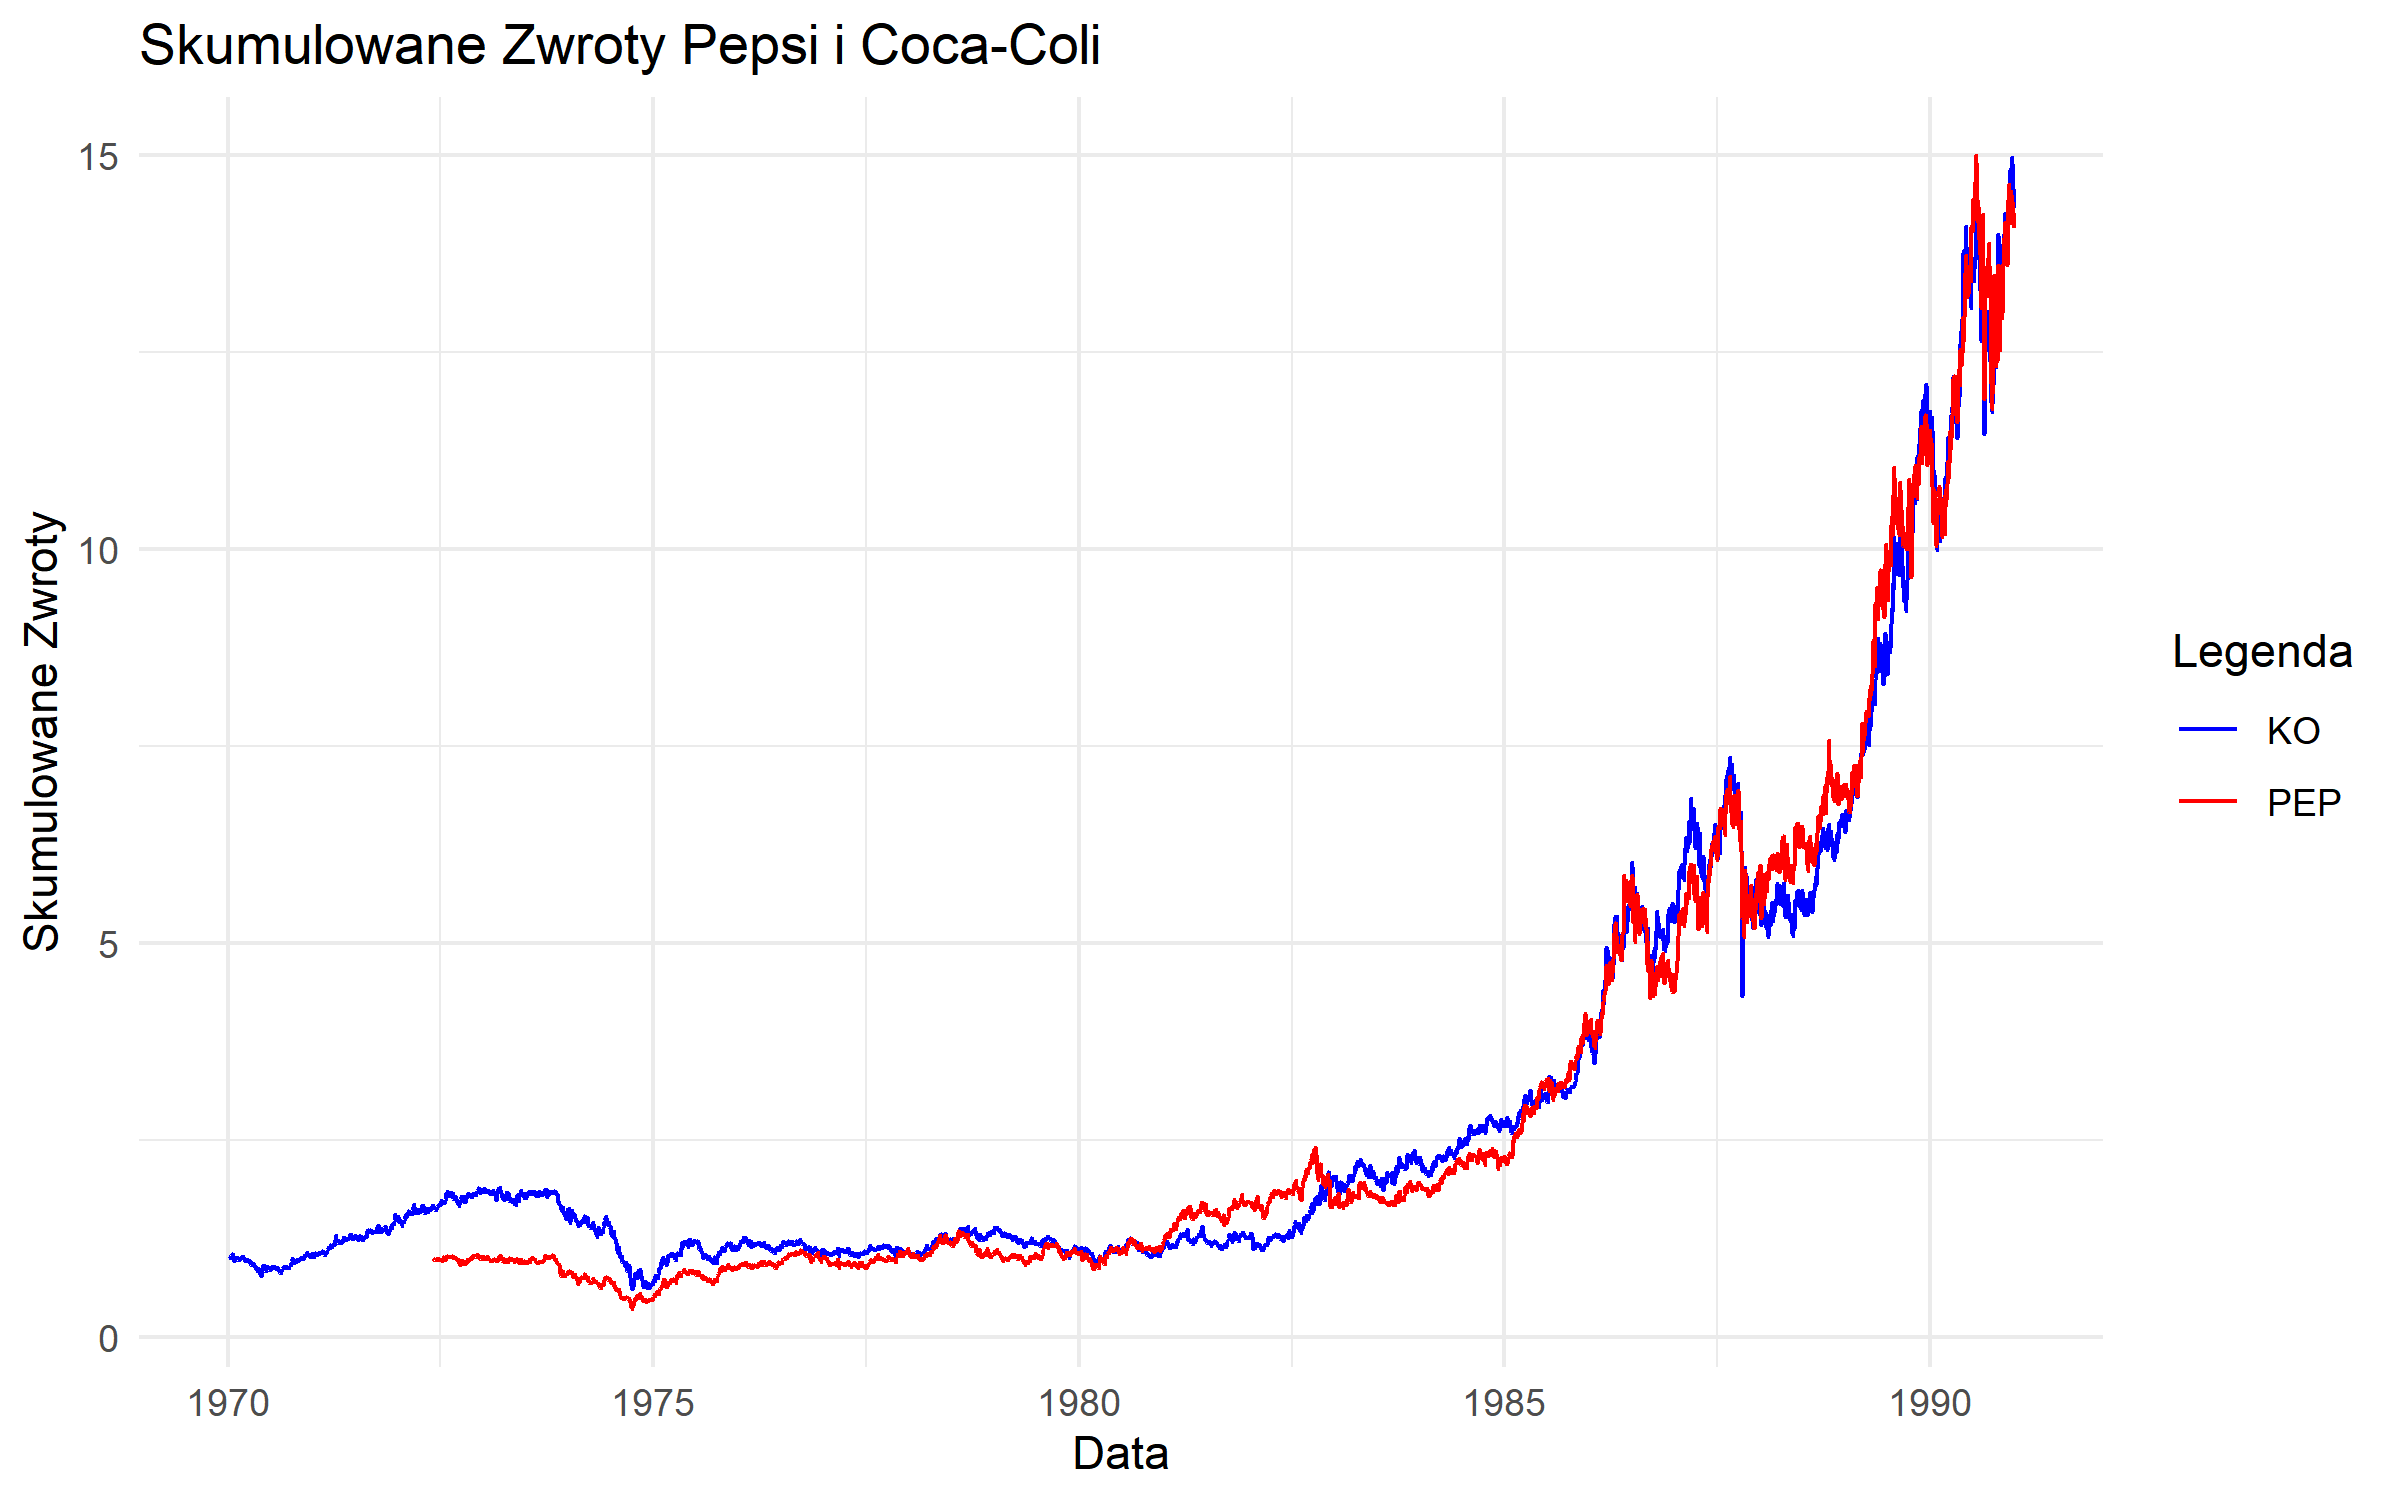 Skumulowane Zwroty Pepsi i Coca-Coli
Skumulowane Zwroty
15
10
5
0
1970
1975
1980
1985
1990
Data
Legenda
KO
PEP